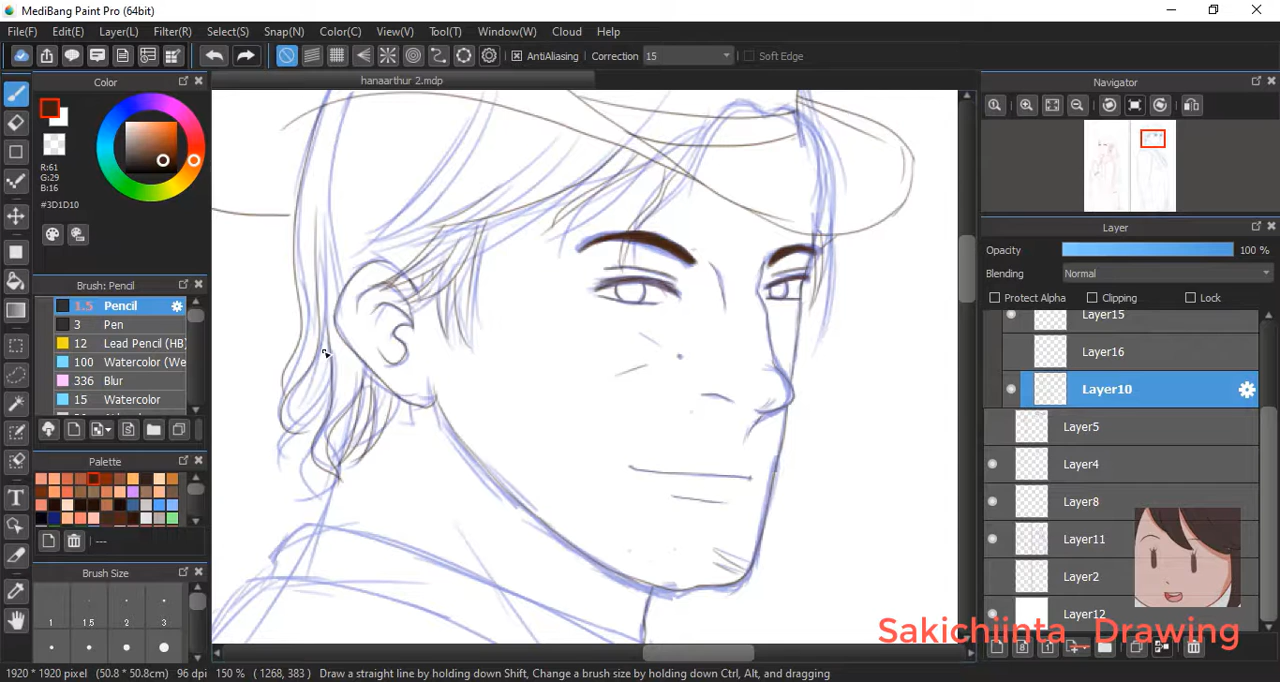 MediBang Paint Pro (64bit)
File(F) Edit(E) Layer(L) Filter(R) Select(S) Snap(N) Color(C) View(V) Tool(T) Window(W) Cloud Help
AntiAliasing Correction 15 Soft Edge
Color
hanaarthur 2.mdp
Navigator
R:61
G:29
B:16
#3D1D10
Layer
Opacity 100 %
Blending Normal
Protect Alpha Clipping Lock
Brush: Pencil
1.5 Pencil
3 Pen
12 Lead Pencil (HB)
100 Watercolor (We
336 Blur
15 Watercolor
Layer15
Layer16
Layer10
Layer5
Layer4
Layer8
Layer11
Layer2
Layer12
Palette
---
Brush Size
1 1.5 2 3
Sakichiinta Drawing
1920 * 1920 pixel (50.8 * 50.8cm) 96 dpi 150 % (1268, 383) Draw a straight line by holding down Shift, Change a brush size by holding down Ctrl, Alt, and dragging